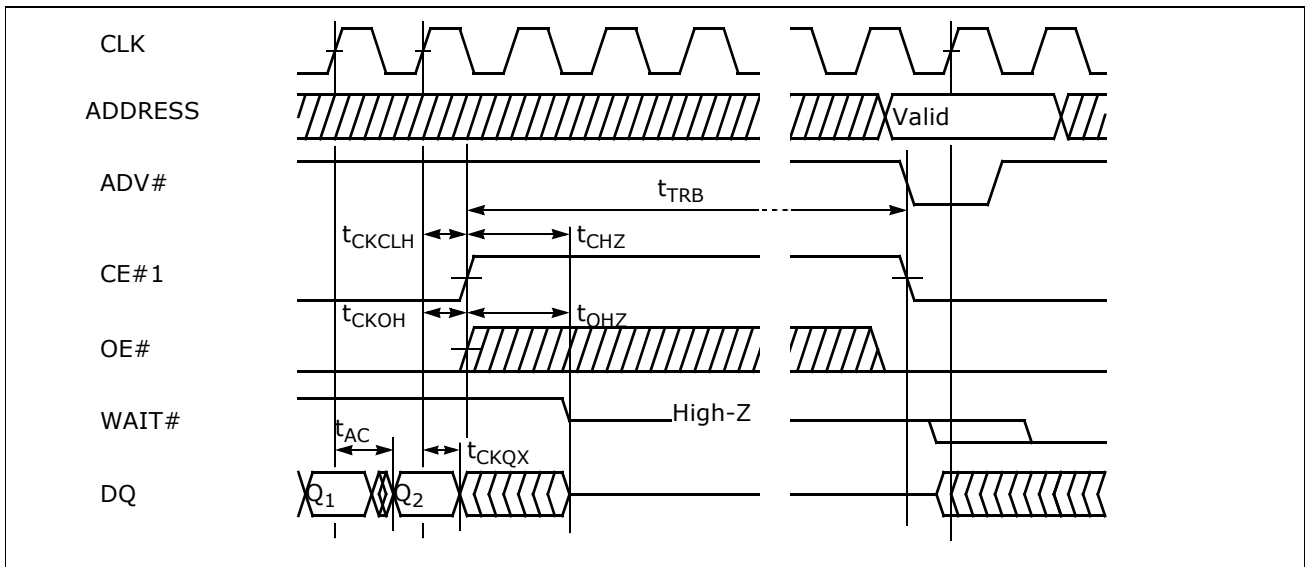 CLK
ADDRESS
Valid
ADV#
tTRB
tCKCLH
tCHZ
CE#1
tCKOH
tOHZ
OE#
WAIT#
High-Z
tAC
tCKQX
DQ
Q1
Q2